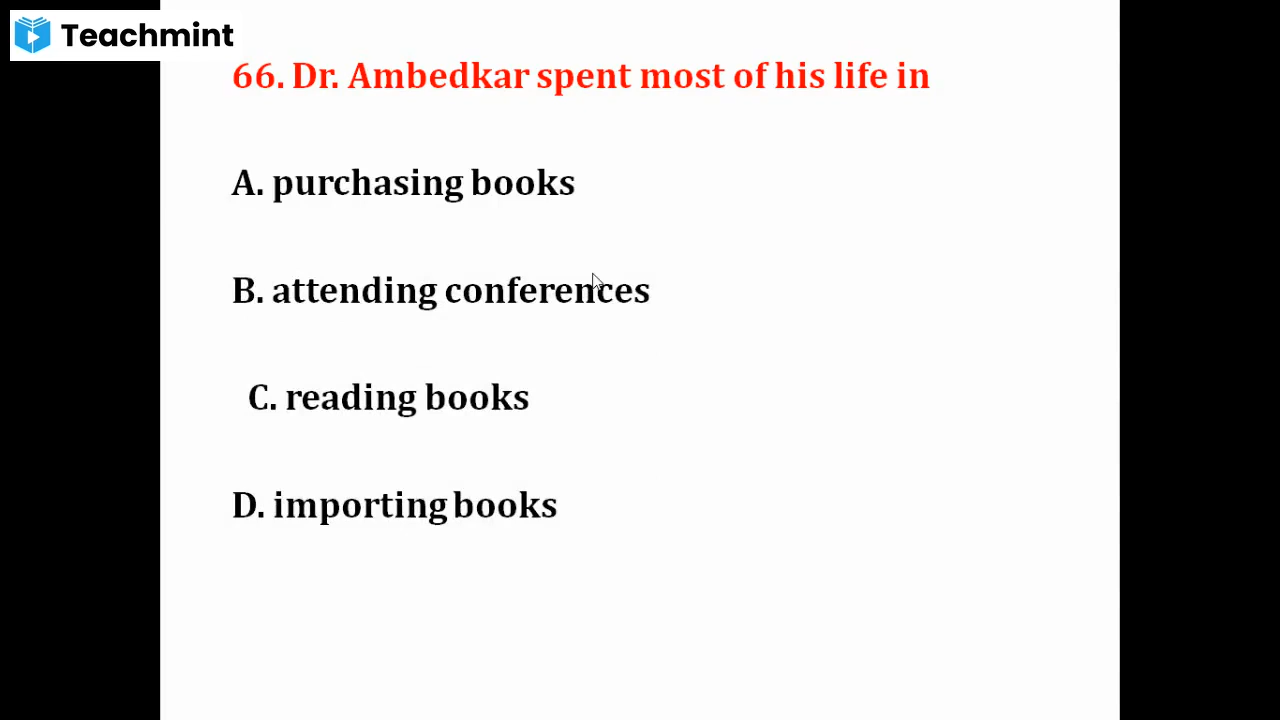 Teachmint
66. Dr. Ambedkar spent most of his life in
A. purchasing books
B. attending conferences
C. reading books
D. importing books